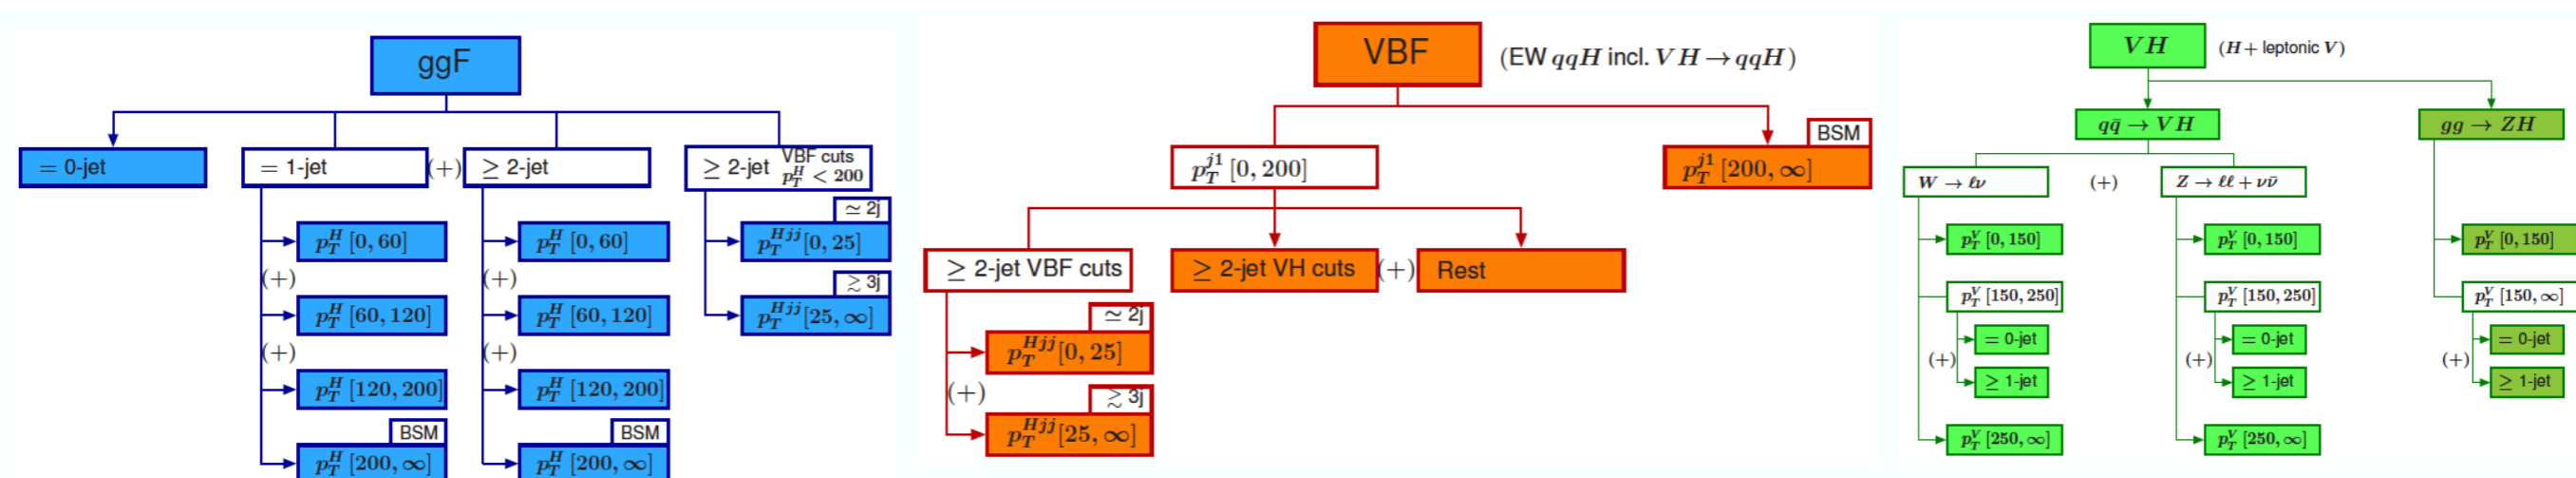 ggF
= 0-jet
= 1-jet
(+)
≥ 2-jet
≥ 2-jet VBF cuts
p_T^H < 200
p_T^H [0, 60]
(+)
p_T^H [60, 120]
(+)
p_T^H [120, 200]
BSM
p_T^H [200, ∞]
p_T^H [0, 60]
(+)
p_T^H [60, 120]
(+)
p_T^H [120, 200]
BSM
p_T^H [200, ∞]
≃ 2j
p_T^{Hjj} [0, 25]
≳ 3j
p_T^{Hjj} [25, ∞]
VBF
(EW qqH incl. VH → qqH)
p_T^{j1} [0, 200]
BSM
p_T^{j1} [200, ∞]
≥ 2-jet VBF cuts
≥ 2-jet VH cuts
(+)
Rest
≃ 2j
p_T^{Hjj} [0, 25]
(+)
≳ 3j
p_T^{Hjj} [25, ∞]
VH
(H + leptonic V)
qq̄ → VH
gg → ZH
W → ℓν
(+)
Z → ℓℓ + νν̄
p_T^V [0, 150]
p_T^V [150, 250]
= 0-jet
(+)
≥ 1-jet
p_T^V [250, ∞]
p_T^V [0, 150]
p_T^V [150, 250]
= 0-jet
(+)
≥ 1-jet
p_T^V [250, ∞]
p_T^V [0, 150]
p_T^V [150, ∞]
= 0-jet
(+)
≥ 1-jet